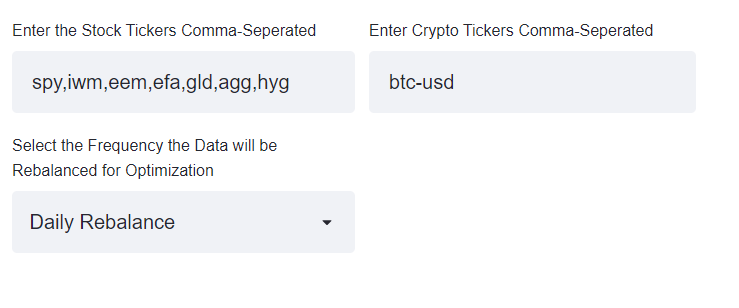 Enter the Stock Tickers Comma-Seperated
Enter Crypto Tickers Comma-Seperated
spy,iwm,eem,efa,gld,agg,hyg
btc-usd
Select the Frequency the Data will be
Rebalanced for Optimization
Daily Rebalance